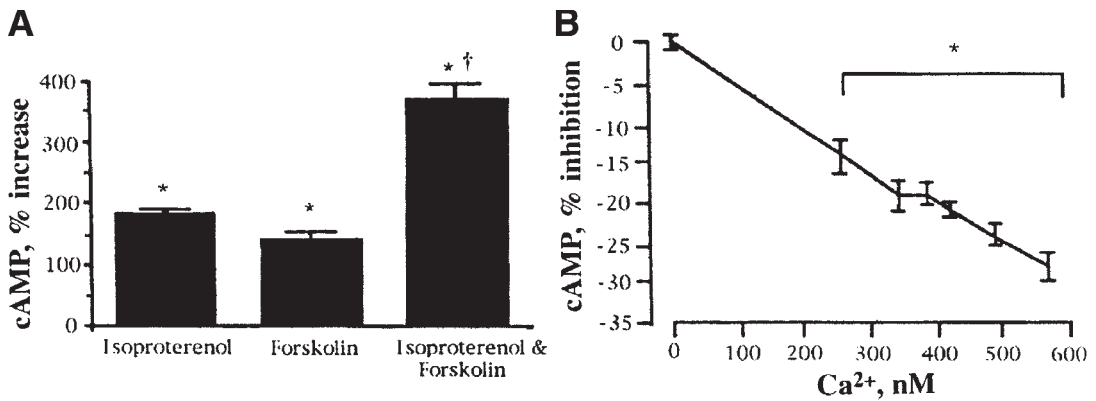 A
cAMP, % increase
400
300
200
100
0
*
*
* †
Isoproterenol
Forskolin
Isoproterenol &
Forskolin
B
cAMP, % inhibition
0
-5
-10
-15
-20
-25
-30
-35
*
0 100 200 300 400 500 600
Ca2+, nM